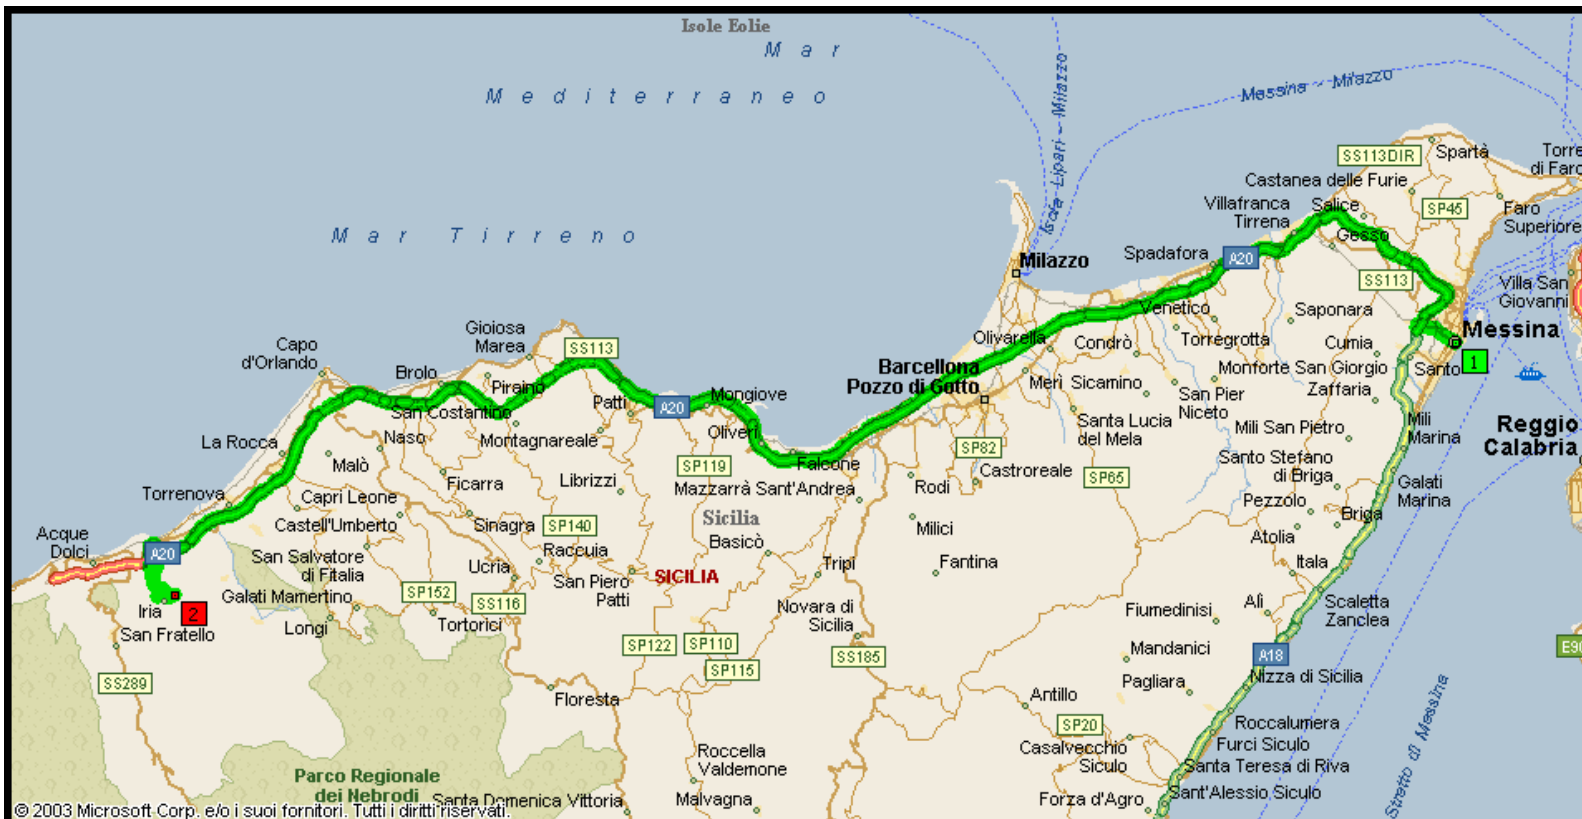 Isole Eolie
Mar
Mediterraneo
Mar Tirreno
Isole Lipari - Milazzo
Messina - Milazzo
SS113DIR
Spartà
Torre
di Faro
Castanea delle Furie
Villafranca
Tirrena
Salice
SP45
Faro
Superiore
Gesso
Spadafora
A20
Milazzo
SS113
Villa San
Giovanni
Saponara
Venetico
Torregrotta
Messina
1
Gioiosa
Marea
Capo
d'Orlando
SS113
Olivarella
Condrò
Cumia
Brolo
Piraino
Barcellona
Pozzo di Gotto
Merì
Sicamino
Monforte San Giorgio
Santo
Zaffaria
San Pier
Niceto
San Costantino
Patti
A20
Mongiove
Oliveri
Santa Lucia
del Mela
Mili San Pietro
Mili
Marina
Reggio
Calabria
La Rocca
Naso
Montagnareale
Malò
Falcone
SP82
Castroreale
SP119
SP65
Santo Stefano
di Briga
Galati
Marina
Torrenova
Capri Leone
Ficarra
Librizzi
Mazzarrà Sant'Andrea
Rodi
Pezzolo
Castell'Umberto
Sinagra
SP140
Sicilia
Milici
Briga
Acque
Dolci
A20
Basicò
Atolia
San Salvatore
di Fitalia
Raccuia
Ucria
San Piero
Patti
SICILIA
Tripi
Fantina
Itala
Iria
2
Galati Mamertino
SP152
SS116
Novara di
Sicilia
Fiumedinisi
Alì
Scaletta
Zanclea
San Fratello
Longi
Tortorici
SP122
SP110
SP115
SS185
Mandanici
A18
E90
SS289
Floresta
Pagliara
Nizza di Sicilia
Antillo
SP20
Roccalumera
Casalvecchio
Siculo
Furci Siculo
Roccella
Valdemone
Santa Teresa di Riva
Stretto di Messina
Parco Regionale
dei Nebrodi
Santa Domenica Vittoria
Malvagna
Forza d'Agro
Sant'Alessio Siculo
© 2003 Microsoft Corp. e/o i suoi fornitori. Tutti i diritti riservati.